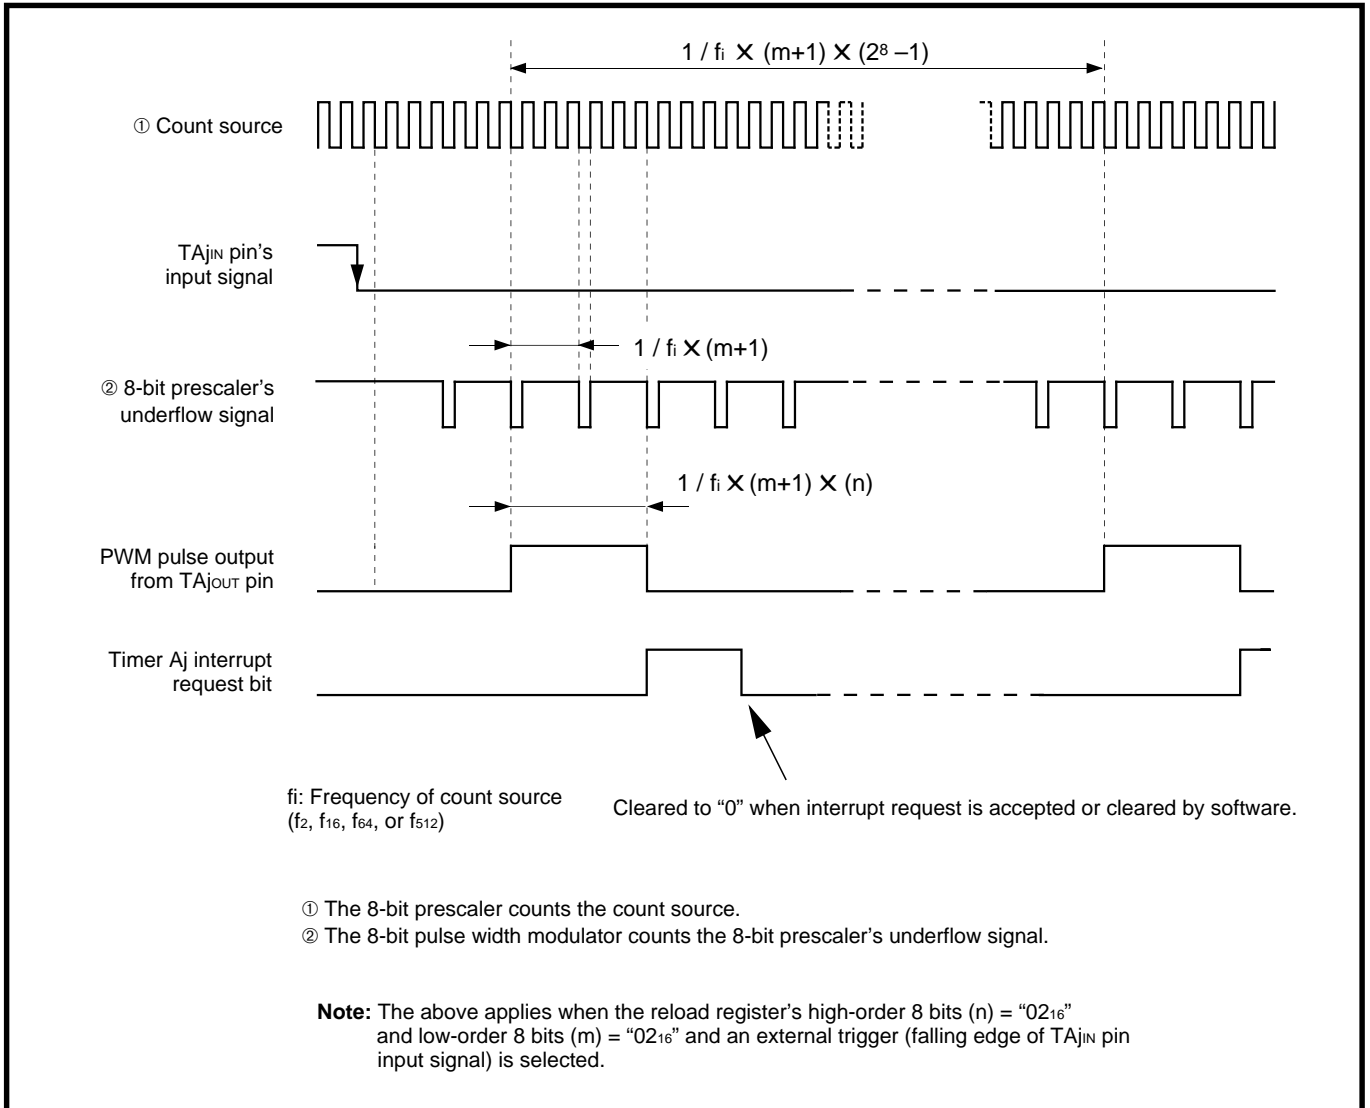 1 / fi × (m+1) × (2⁸ –1)
① Count source
TAjIN pin's
input signal
1 / fi × (m+1)
② 8-bit prescaler's
underflow signal
1 / fi × (m+1) × (n)
PWM pulse output
from TAjOUT pin
Timer Aj interrupt
request bit
fi: Frequency of count source
(f2, f16, f64, or f512)
Cleared to “0” when interrupt request is accepted or cleared by software.
① The 8-bit prescaler counts the count source.
② The 8-bit pulse width modulator counts the 8-bit prescaler's underflow signal.
Note: The above applies when the reload register's high-order 8 bits (n) = “0216”
and low-order 8 bits (m) = “0216” and an external trigger (falling edge of TAjIN pin
input signal) is selected.